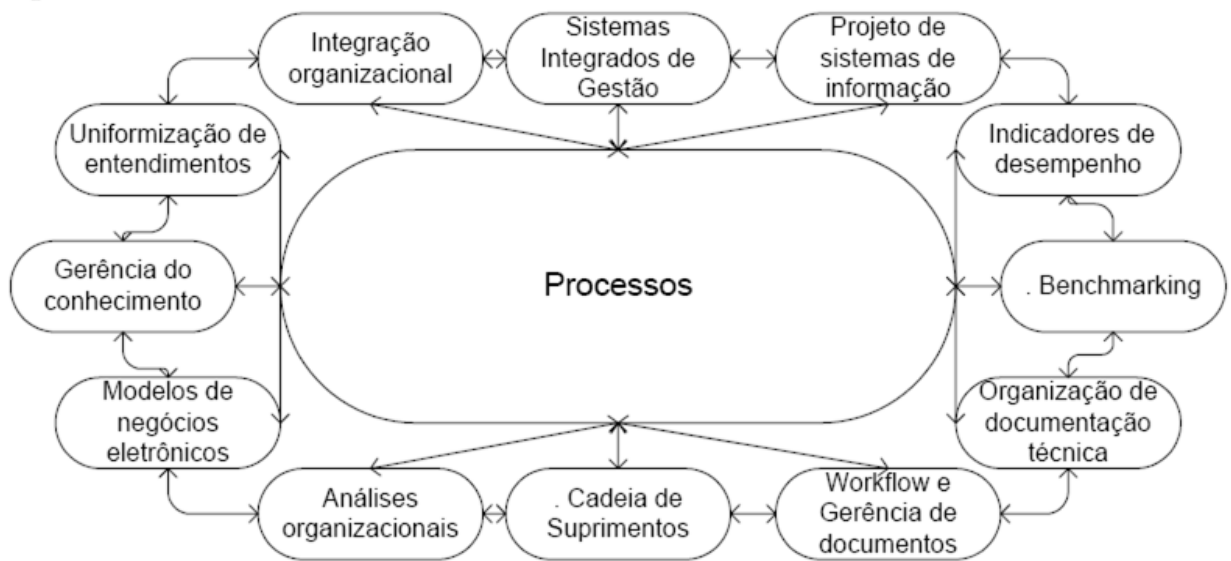 Integração
organizacional
Sistemas
Integrados de
Gestão
Projeto de
sistemas de
informação
Uniformização de
entendimentos
Indicadores de
desempenho
Gerência do
conhecimento
Processos
. Benchmarking
Modelos de
negócios
eletrônicos
Organização de
documentação
técnica
Análises
organizacionais
. Cadeia de
Suprimentos
Workflow e
Gerência de
documentos